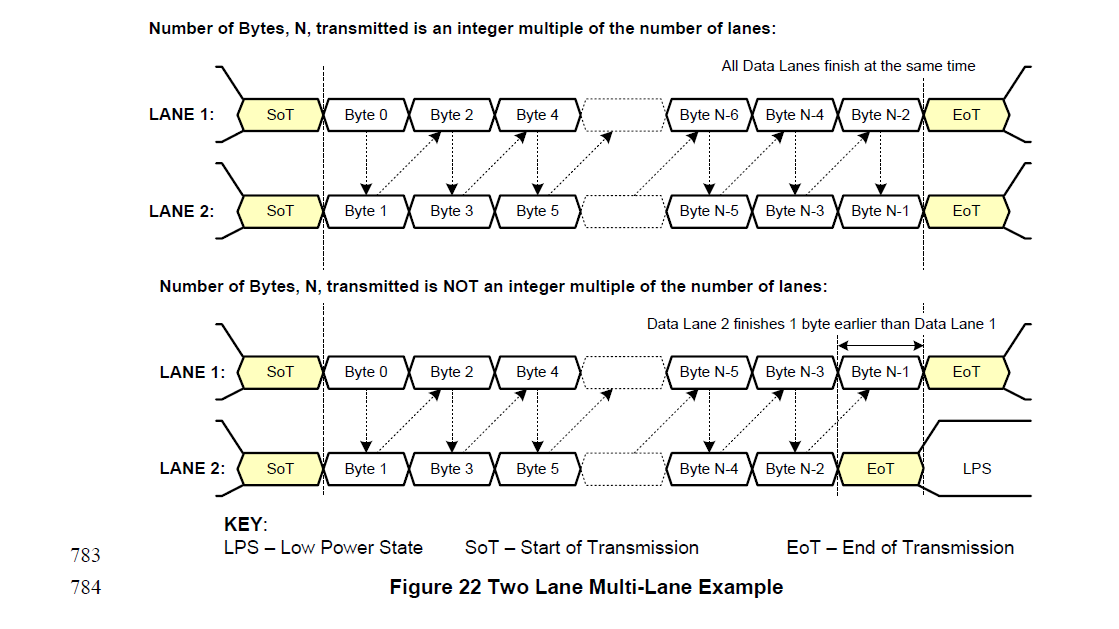 Number of Bytes, N, transmitted is an integer multiple of the number of lanes:
All Data Lanes finish at the same time
LANE 1: SoT Byte 0 Byte 2 Byte 4 Byte N-6 Byte N-4 Byte N-2 EoT
LANE 2: SoT Byte 1 Byte 3 Byte 5 Byte N-5 Byte N-3 Byte N-1 EoT
Number of Bytes, N, transmitted is NOT an integer multiple of the number of lanes:
Data Lane 2 finishes 1 byte earlier than Data Lane 1
LANE 1: SoT Byte 0 Byte 2 Byte 4 Byte N-5 Byte N-3 Byte N-1 EoT
LANE 2: SoT Byte 1 Byte 3 Byte 5 Byte N-4 Byte N-2 EoT LPS
KEY:
783 LPS – Low Power State SoT – Start of Transmission EoT – End of Transmission
784 Figure 22 Two Lane Multi-Lane Example